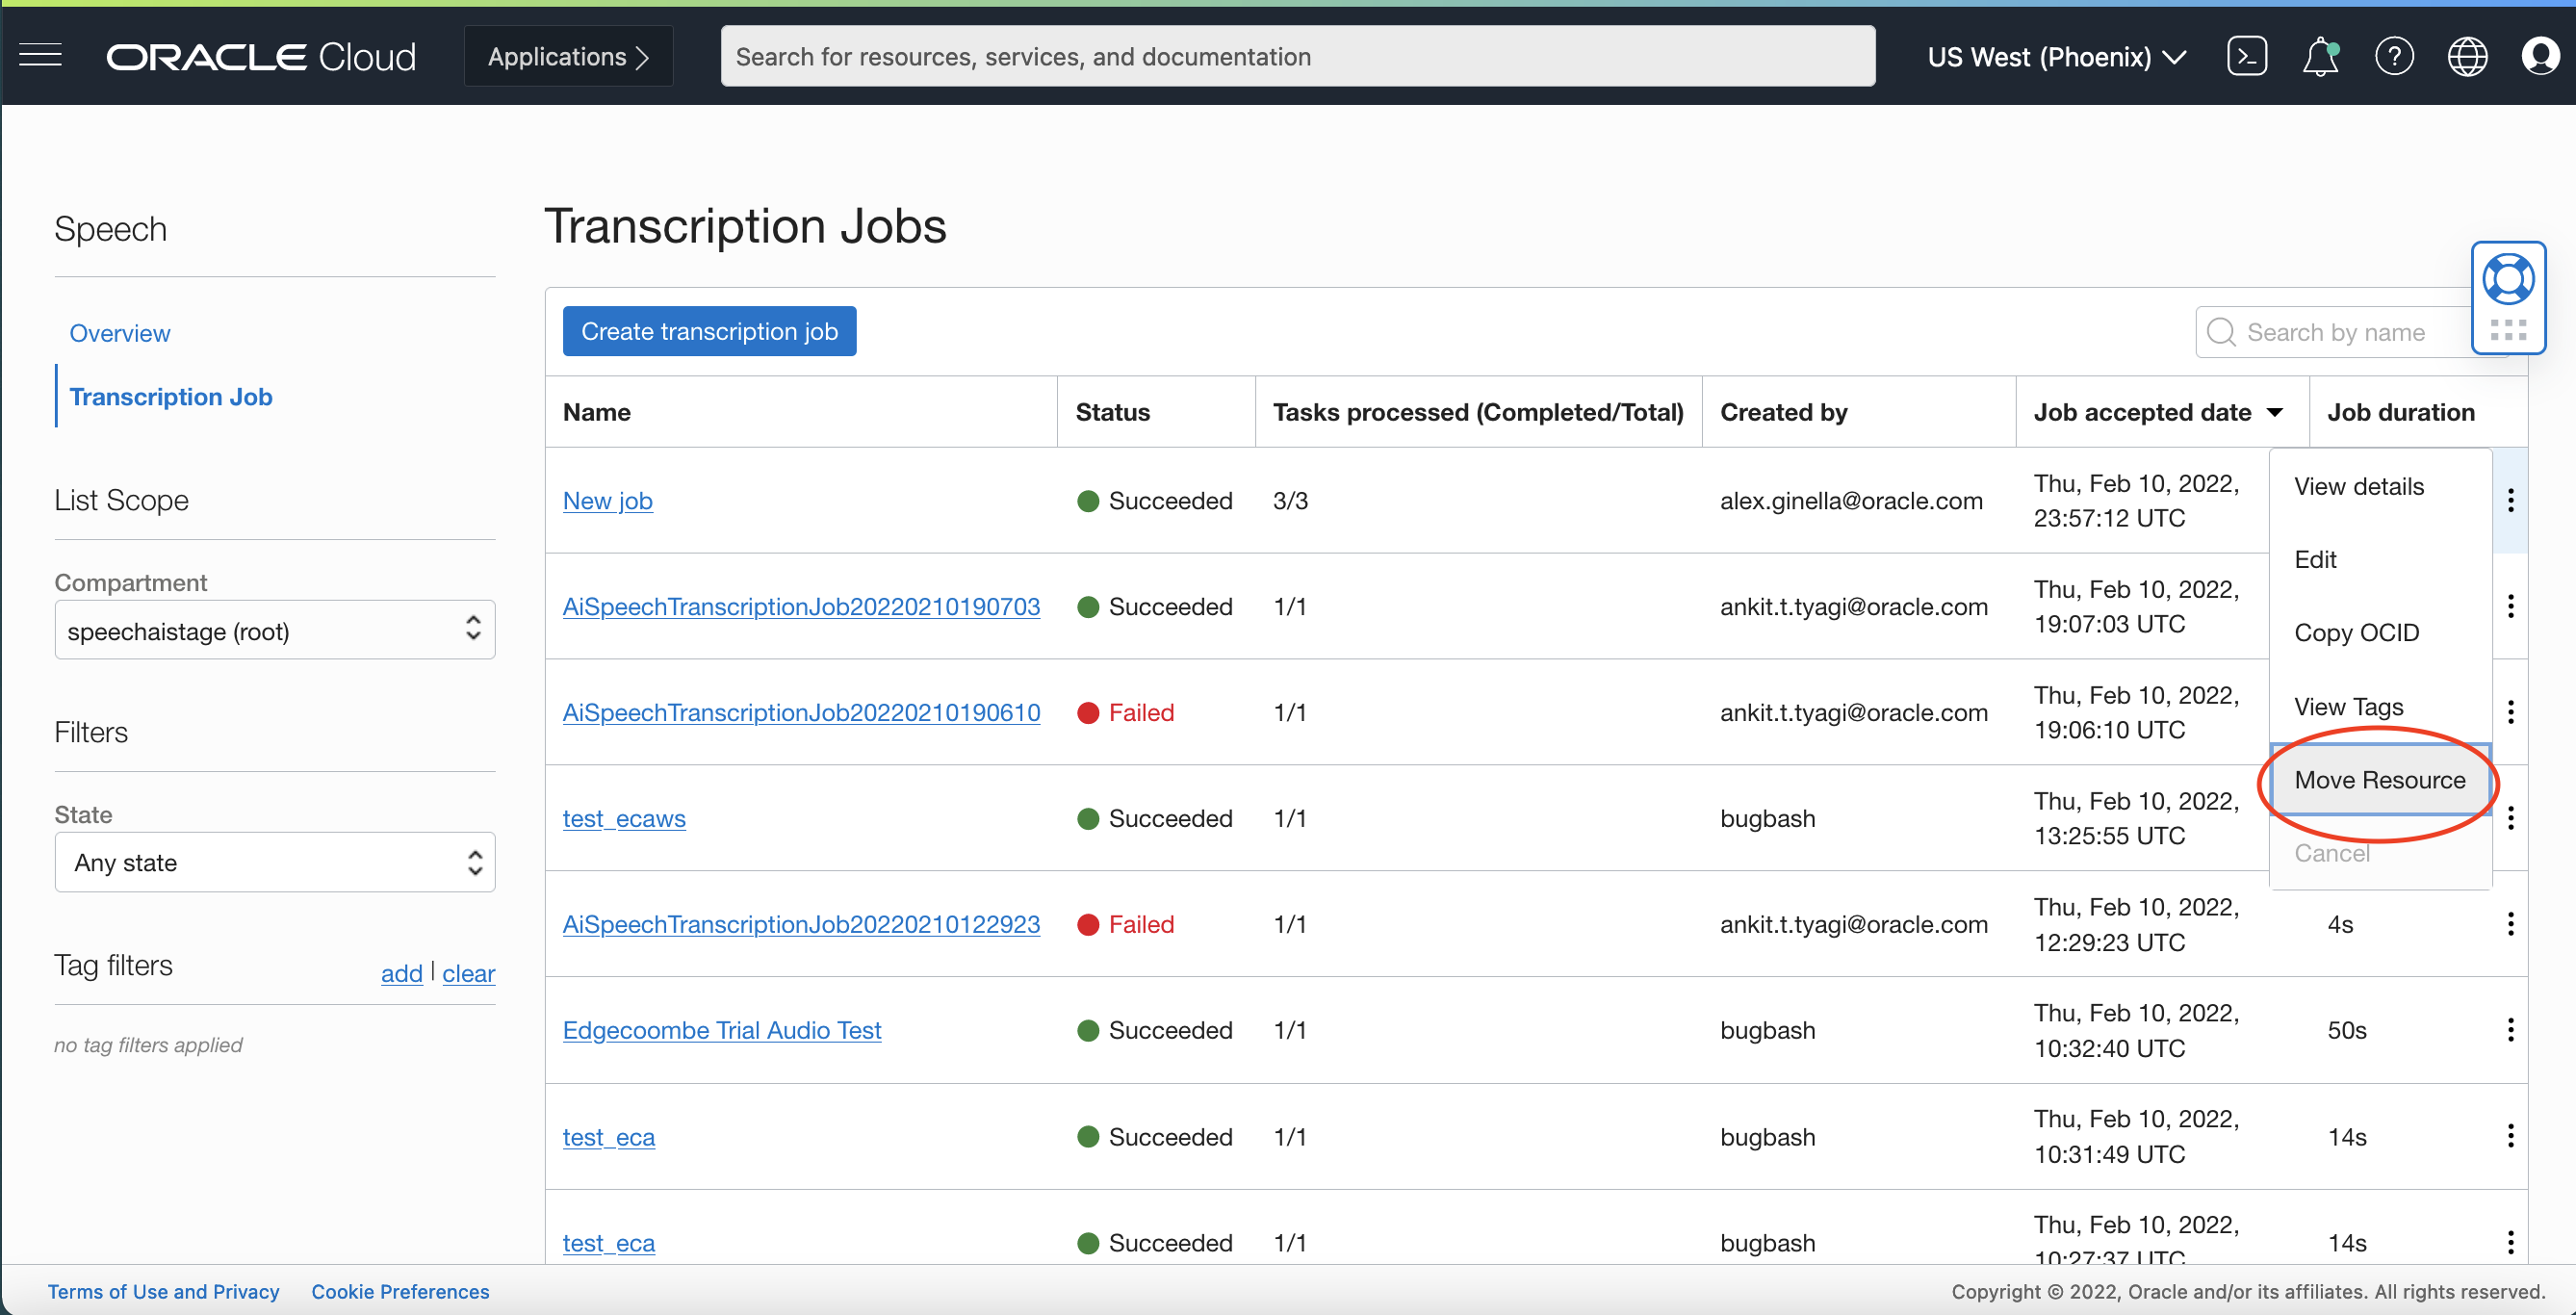 ORACLE Cloud
Applications
Search for resources, services, and documentation
US West (Phoenix)
Speech
Overview
Transcription Job
List Scope
Compartment
speechaistage (root)
Filters
State
Any state
Tag filters
add | clear
no tag filters applied
Transcription Jobs
Create transcription job
Search by name
Name Status Tasks processed (Completed/Total) Created by Job accepted date Job duration
New job Succeeded 3/3 alex.ginella@oracle.com Thu, Feb 10, 2022,
23:57:12 UTC
AiSpeechTranscriptionJob20220210190703 Succeeded 1/1 ankit.t.tyagi@oracle.com Thu, Feb 10, 2022,
19:07:03 UTC
AiSpeechTranscriptionJob20220210190610 Failed 1/1 ankit.t.tyagi@oracle.com Thu, Feb 10, 2022,
19:06:10 UTC
test_ecaws Succeeded 1/1 bugbash Thu, Feb 10, 2022,
13:25:55 UTC
AiSpeechTranscriptionJob20220210122923 Failed 1/1 ankit.t.tyagi@oracle.com Thu, Feb 10, 2022,
12:29:23 UTC
4s
Edgecoombe Trial Audio Test Succeeded 1/1 bugbash Thu, Feb 10, 2022,
10:32:40 UTC
50s
test_eca Succeeded 1/1 bugbash Thu, Feb 10, 2022,
10:31:49 UTC
14s
test_eca Succeeded 1/1 bugbash Thu, Feb 10, 2022,
10:27:37 UTC
14s
View details
Edit
Copy OCID
View Tags
Move Resource
Cancel
Terms of Use and Privacy Cookie Preferences
Copyright © 2022, Oracle and/or its affiliates. All rights reserved.